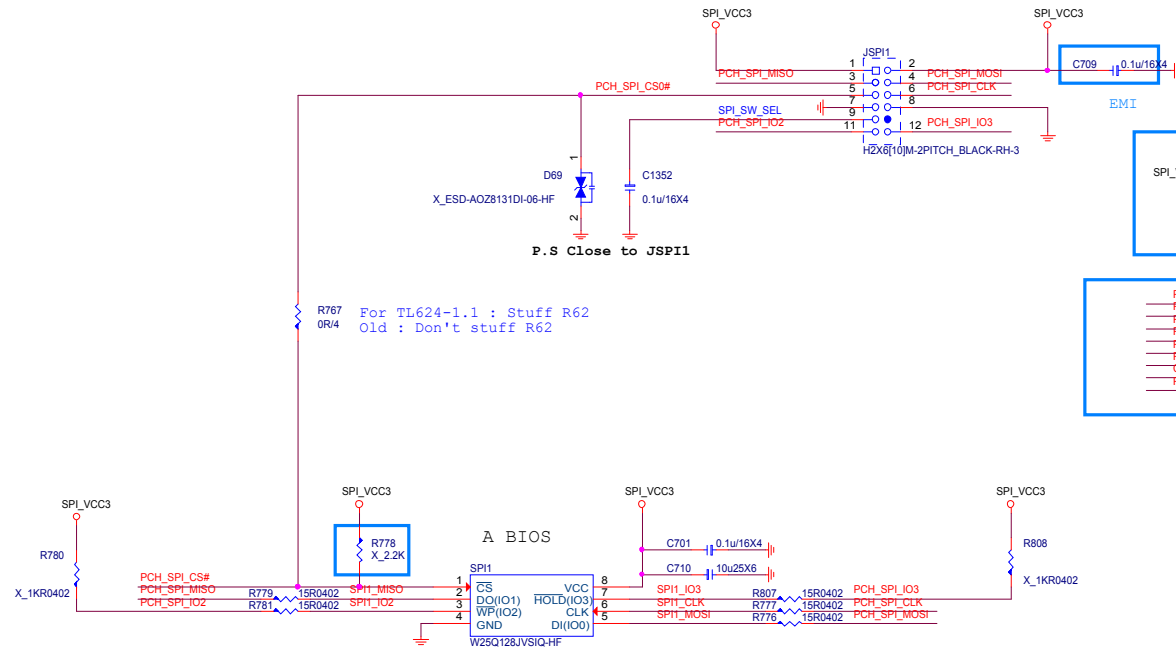 SPI_VCC3
SPI_VCC3
JSPI1
1
2
PCH_SPI_MISO
3
4
PCH_SPI_MOSI
C709
0.1u/16X4
PCH_SPI_CS0#
5
6
PCH_SPI_CLK
7
8
EMI
SPI_SW_SEL
9
PCH_SPI_IO2
11
12
PCH_SPI_IO3
H2X6[10]M-2PITCH_BLACK-RH-3
1
D69
C1352
X_ESD-AOZ8131DI-06-HF
0.1u/16X4
2
P.S Close to JSPI1
R767
0R/4
For TL624-1.1 : Stuff R62
Old : Don't stuff R62
SPI_VCC3
SPI_VCC3
SPI_VCC3
SPI_VCC3
R780
X_1KR0402
R778
X_2.2K
A BIOS
C701
0.1u/16X4
C710
10u25X6
R808
X_1KR0402
SPI1
PCH_SPI_CS#
1
CS
VCC
8
PCH_SPI_MISO
R779
15R0402
SPI1_MISO
2
DO(IO1)
HOLD(IO3)
7
SPI1_IO3
R807
15R0402
PCH_SPI_IO3
PCH_SPI_IO2
R781
15R0402
SPI1_IO2
3
WP(IO2)
CLK
6
SPI1_CLK
R777
15R0402
PCH_SPI_CLK
4
GND
DI(IO0)
5
SPI1_MOSI
R776
15R0402
PCH_SPI_MOSI
W25Q128JVSIQ-HF